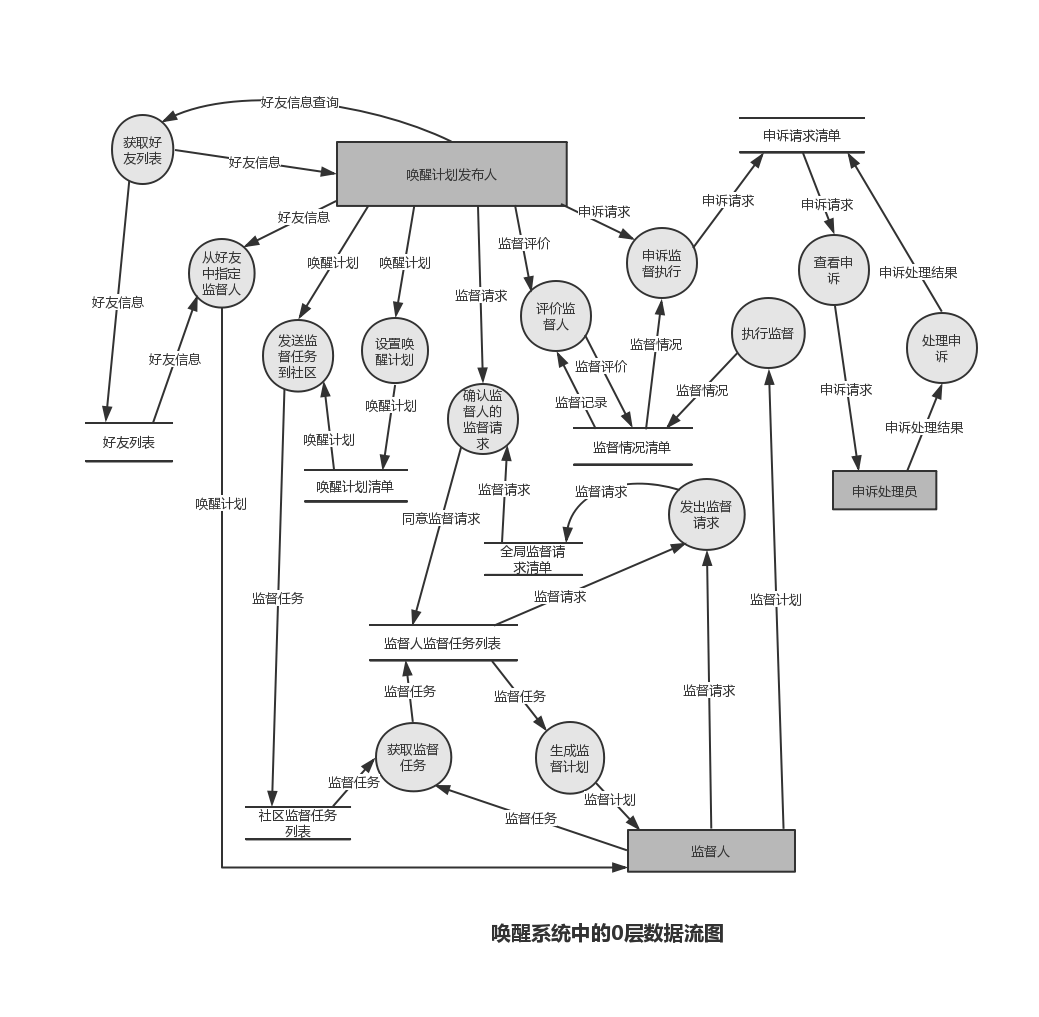 好友信息查询
申诉请求清单
获取好
友列表
好友信息
唤醒计划发布人
申诉请求
申诉请求
申诉请求
好友信息
监督评价
从好友
中指定
监督人
唤醒计划
唤醒计划
申诉监
督执行
查看申
诉
申诉处理结果
好友信息
监督请求
评价监
督人
执行监督
发送监
督任务
到社区
设置唤
醒计划
监督情况
处理申
诉
好友信息
监督评价
监督情况
申诉请求
唤醒计划
监督记录
确认监
督人的
监督请
求
好友列表
唤醒计划
监督情况清单
申诉处理结果
唤醒计划清单
监督请求
监督请求
申诉处理员
唤醒计划
同意监督请求
发出监督
请求
全局监督请
求清单
监督任务
监督请求
监督计划
监督人监督任务列表
监督任务
监督任务
监督请求
获取监督
任务
生成监
督计划
监督任务
监督计划
社区监督任务
列表
监督任务
监督人
唤醒系统中的0层数据流图